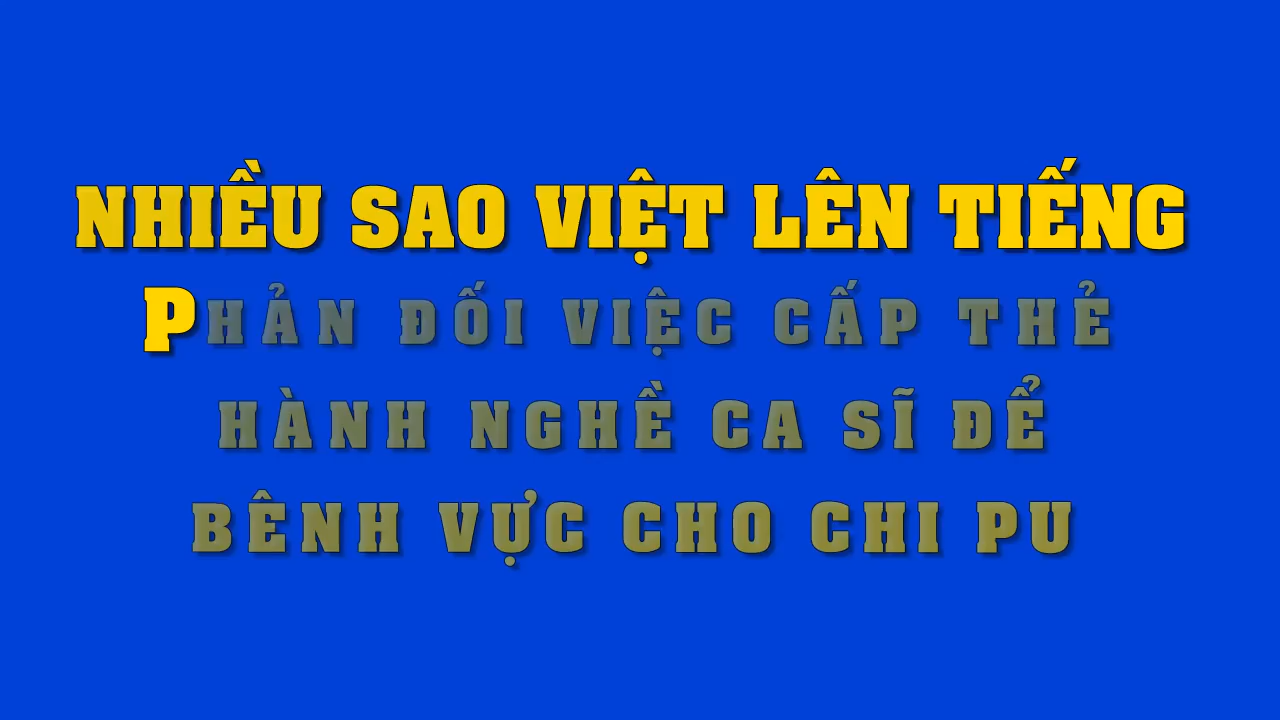 NHIỀU SAO VIỆT LÊN TIẾNG
PHẢN ĐỐI VIỆC CẤP THẺ
HÀNH NGHỀ CA SĨ ĐỂ
BÊNH VỰC CHO CHI PU